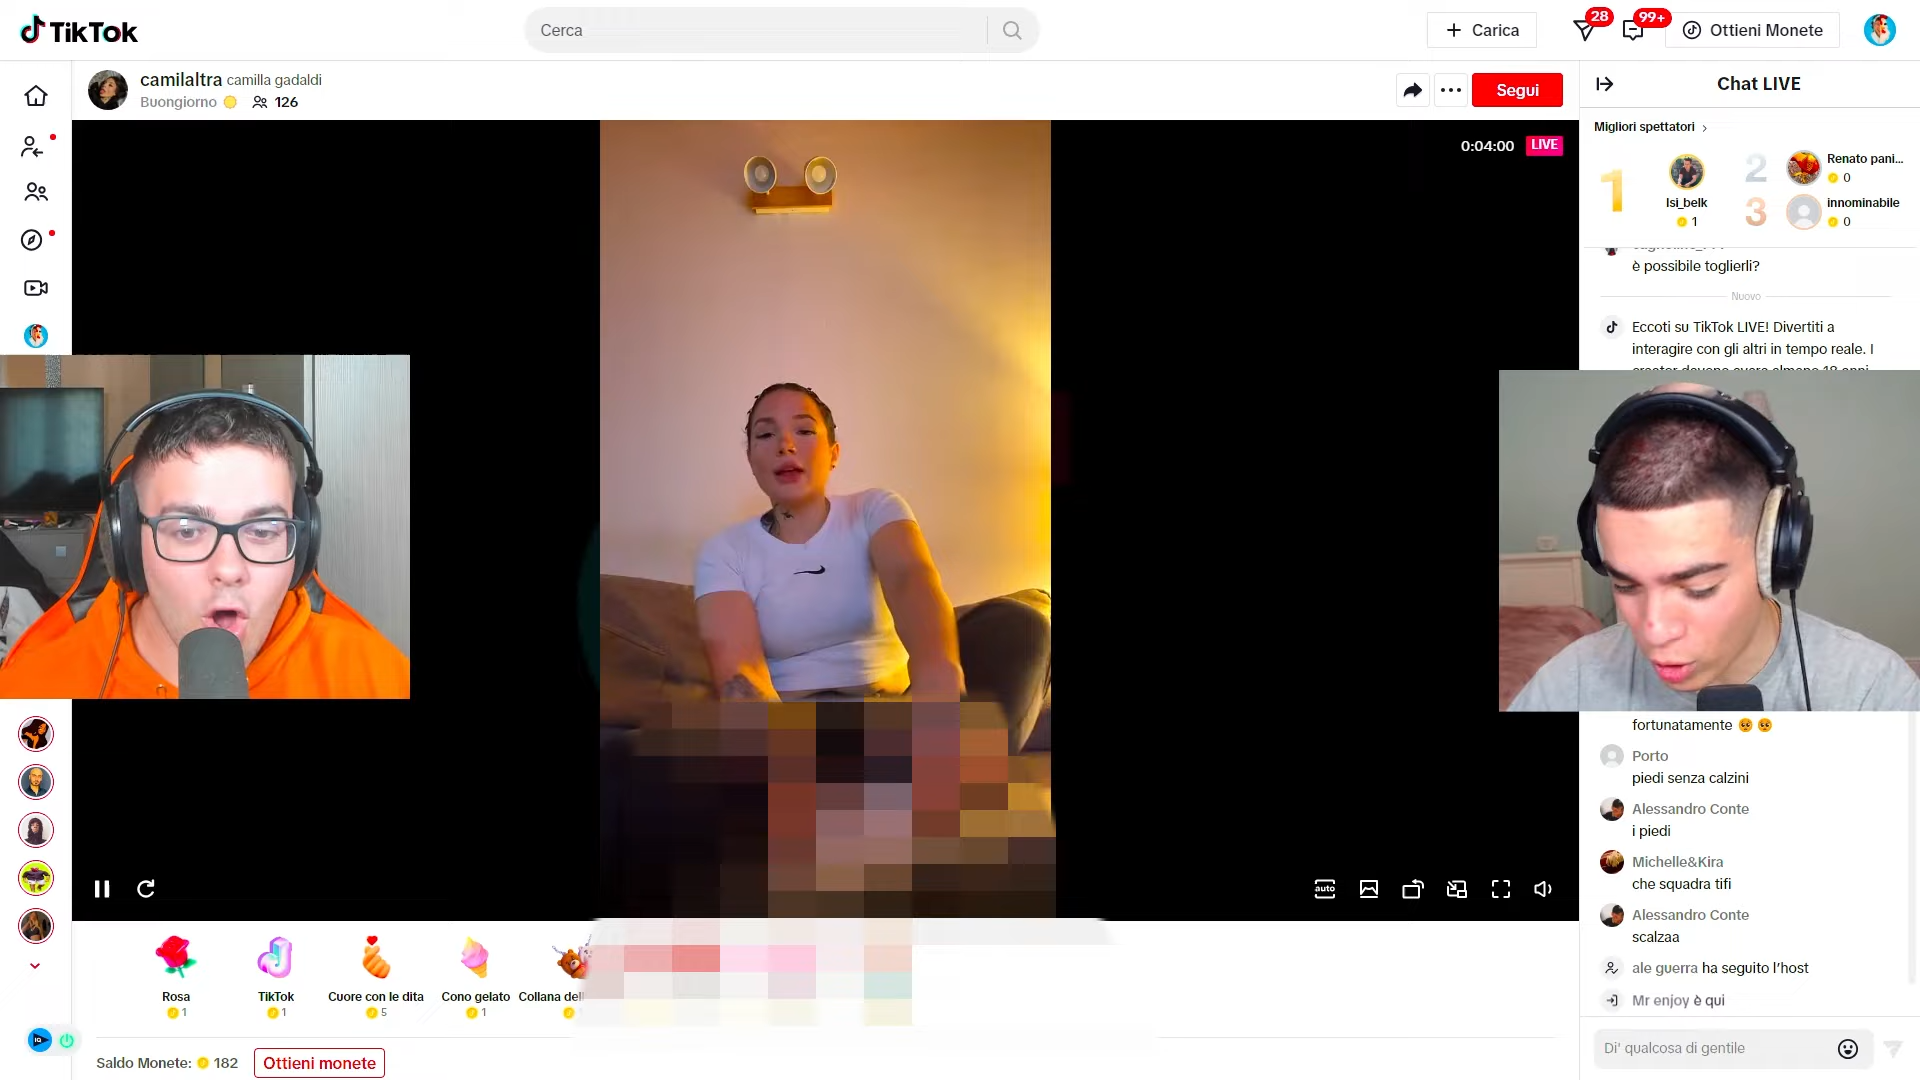 TikTok
Cerca
Carica
28
99+
Ottieni Monete
camilaltra camilla gadaldi
Buongiorno 126
Segui
Chat LIVE
0:04:00 LIVE
Migliori spettatori
1
Isi_belk
1
2
Renato pani...
0
3
innominabile
0
è possibile toglierli?
Nuovo
Eccoti su TikTok LIVE! Divertiti a
interagire con gli altri in tempo reale. I
fortunatamente 🥺🥺
Porto
piedi senza calzini
Alessandro Conte
i piedi
Michelle&Kira
che squadra tifi
Alessandro Conte
scalzaa
ale guerra ha seguito l'host
Mr enjoy è qui
Di' qualcosa di gentile
auto
Rosa
1
TikTok
1
Cuore con le dita
5
Cono gelato
1
Collana del
Saldo Monete: 182
Ottieni monete